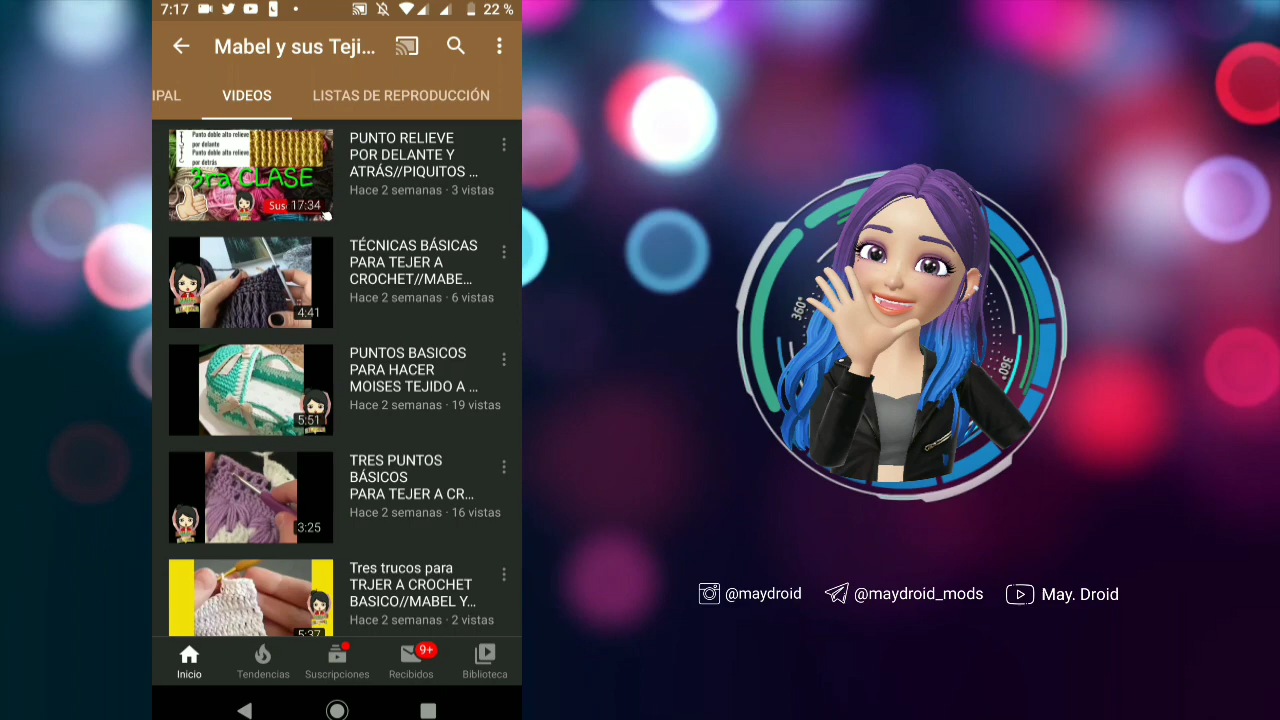 7:17
22 %
Mabel y sus Teji...
IPAL
VIDEOS
LISTAS DE REPRODUCCIÓN
Punto doble alto relieve
por delante
Punto doble alto relieve
por detrás
3ra CLASE
Sus
17:34
PUNTO RELIEVE
POR DELANTE Y
ATRÁS//PIQUITOS ...
Hace 2 semanas · 3 vistas
4:41
TÉCNICAS BÁSICAS
PARA TEJER A
CROCHET//MABE...
Hace 2 semanas · 6 vistas
5:51
PUNTOS BASICOS
PARA HACER
MOISES TEJIDO A ...
Hace 2 semanas · 19 vistas
3:25
TRES PUNTOS
BÁSICOS
PARA TEJER A CR...
Hace 2 semanas · 16 vistas
5:37
Tres trucos para
TRJER A CROCHET
BASICO//MABEL Y...
Hace 2 semanas · 2 vistas
Inicio
Tendencias
Suscripciones
9+
Recibidos
Biblioteca
360°
360°
@maydroid
@maydroid_mods
May. Droid